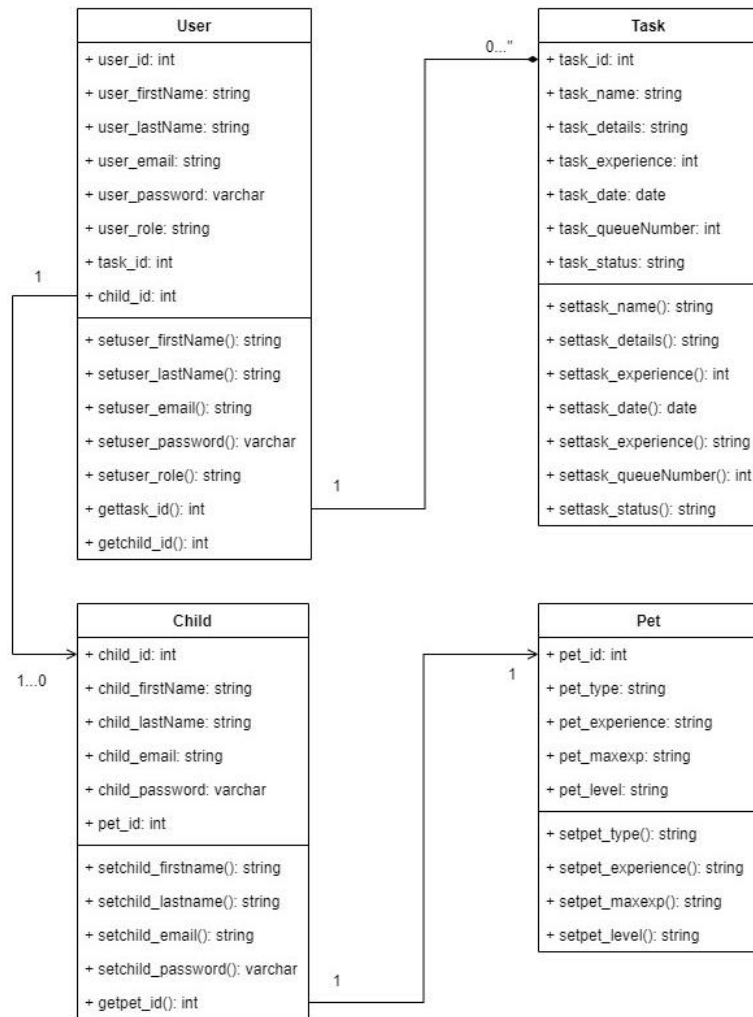 User
+ user_id: int
+ user_firstName: string
+ user_lastName: string
+ user_email: string
+ user_password: varchar
+ user_role: string
+ task_id: int
+ child_id: int
+ setuser_firstName(): string
+ setuser_lastName(): string
+ setuser_email(): string
+ setuser_password(): varchar
+ setuser_role(): string
+ gettask_id(): int
+ getchild_id(): int
1
1
0..."
Task
+ task_id: int
+ task_name: string
+ task_details: string
+ task_experience: int
+ task_date: date
+ task_queueNumber: int
+ task_status: string
+ settask_name(): string
+ settask_details(): string
+ settask_experience(): int
+ settask_date(): date
+ settask_experience(): string
+ settask_queueNumber(): int
+ settask_status(): string
1...0
Child
+ child_id: int
+ child_firstName: string
+ child_lastName: string
+ child_email: string
+ child_password: varchar
+ pet_id: int
+ setchild_firstname(): string
+ setchild_lastname(): string
+ setchild_email(): string
+ setchild_password(): varchar
+ getpet_id(): int
1
1
Pet
+ pet_id: int
+ pet_type: string
+ pet_experience: string
+ pet_maxexp: string
+ pet_level: string
+ setpet_type(): string
+ setpet_experience(): string
+ setpet_maxexp(): string
+ setpet_level(): string